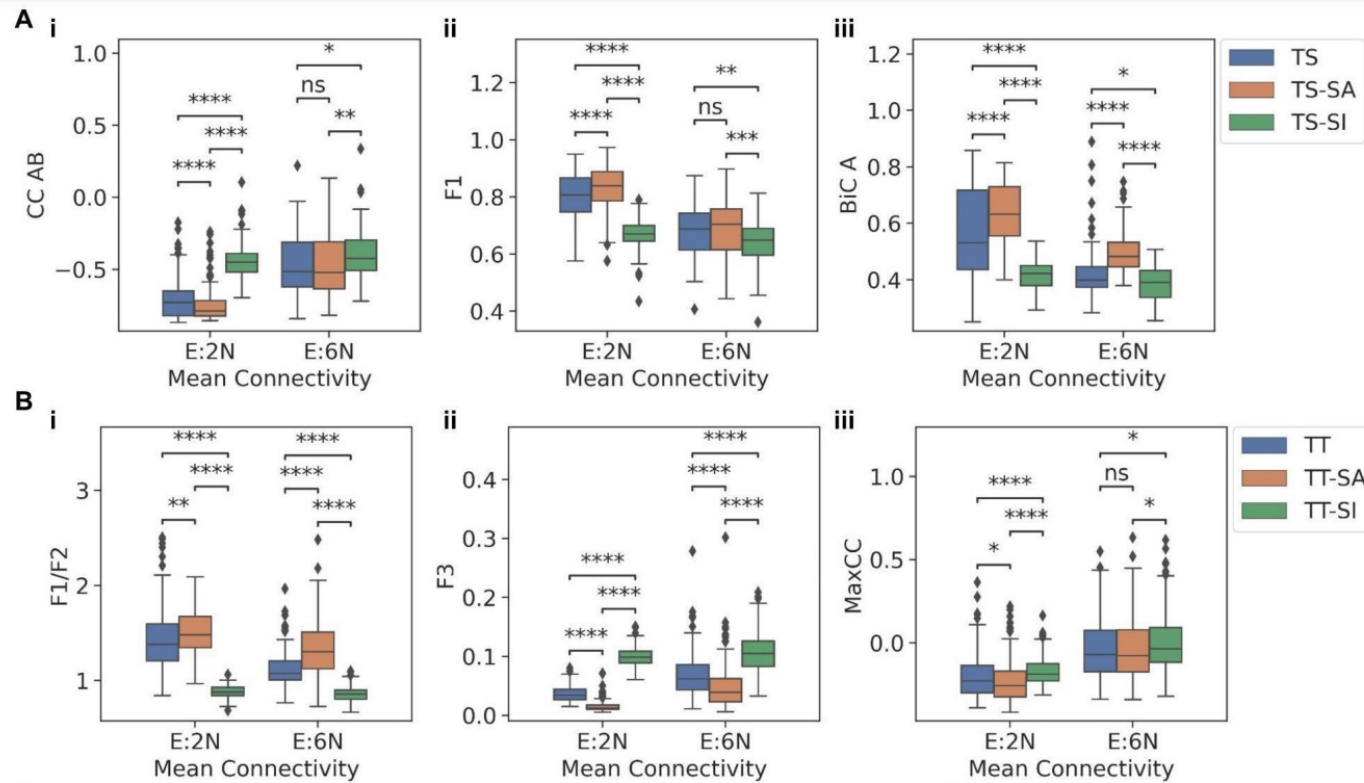 A
i
ii
iii
CC AB
1.0
0.5
0.0
−0.5
****
****
****
*
ns
**
E:2N
E:6N
Mean Connectivity
F1
1.2
1.0
0.8
0.6
0.4
****
****
****
**
ns
***
E:2N
E:6N
Mean Connectivity
BiC A
1.2
1.0
0.8
0.6
0.4
****
****
****
*
****
****
E:2N
E:6N
Mean Connectivity
TS
TS-SA
TS-SI
B
i
ii
iii
F1/F2
3
2
1
****
****
**
****
****
****
E:2N
E:6N
Mean Connectivity
F3
0.4
0.3
0.2
0.1
0.0
****
****
****
****
****
****
E:2N
E:6N
Mean Connectivity
MaxCC
1.0
0.5
0.0
****
****
*
*
ns
*
E:2N
E:6N
Mean Connectivity
TT
TT-SA
TT-SI